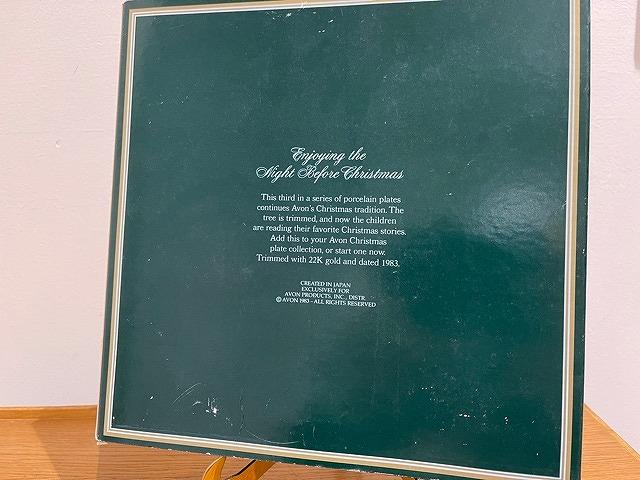 Enjoying the
Night Before Christmas
This third in a series of porcelain plates
continues Avon's Christmas tradition. The
tree is trimmed, and now the children
are reading their favorite Christmas stories.
Add this to your Avon Christmas
plate collection, or start one now.
Trimmed with 22K gold and dated 1983.
CREATED IN JAPAN
EXCLUSIVELY FOR
AVON PRODUCTS, INC., DISTR.
© AVON 1983 - ALL RIGHTS RESERVED